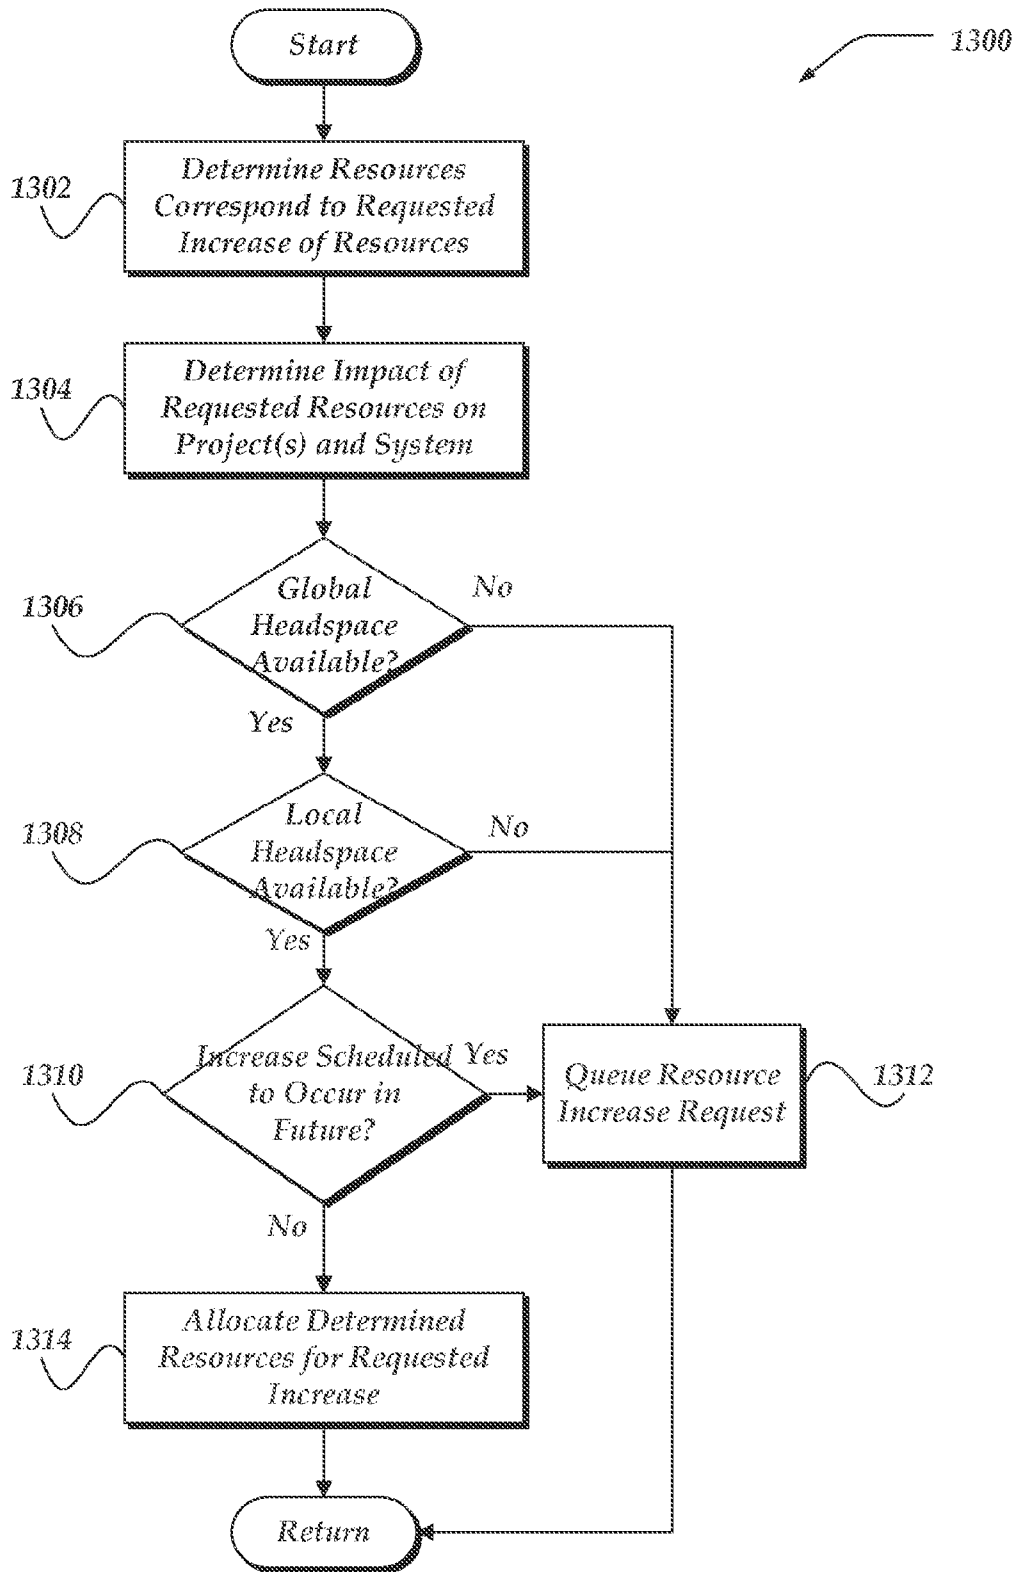 Start
1300
1302
Determine Resources
Correspond to Requested
Increase of Resources
1304
Determine Impact of
Requested Resources on
Project(s) and System
1306
Global
Headspace
Available?
No
Yes
1308
Local
Headspace
Available?
No
Yes
1310
Increase Scheduled
to Occur in
Future?
Yes
Queue Resource
Increase Request
1312
No
1314
Allocate Determined
Resources for Requested
Increase
Return